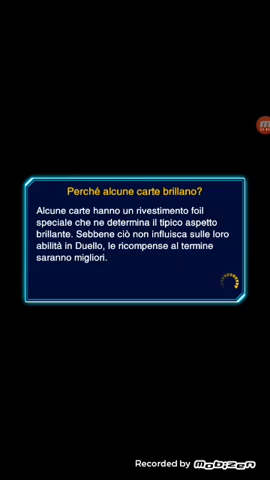 Perché alcune carte brillano?
Alcune carte hanno un rivestimento foil
speciale che ne determina il tipico aspetto
brillante. Sebbene ciò non influisca sulle loro
abilità in Duello, le ricompense al termine
saranno migliori.
Recorded by Mobizen